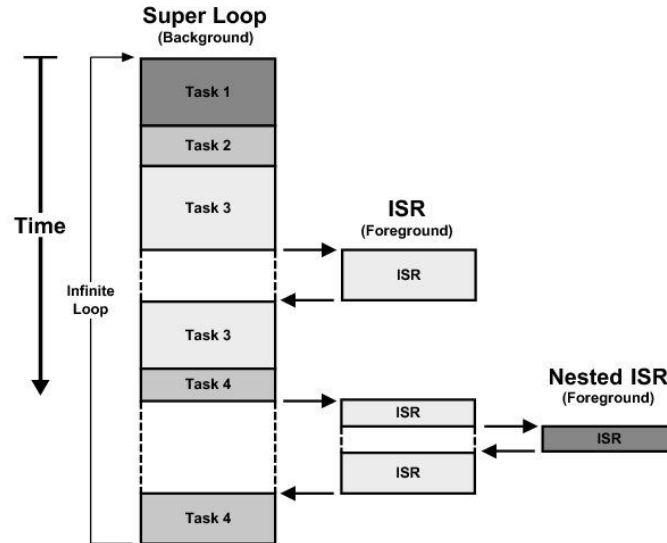 Super Loop
(Background)
Task 1
Task 2
Task 3
Time
ISR
(Foreground)
ISR
Infinite
Loop
Task 3
Task 4
Nested ISR
(Foreground)
ISR
ISR
ISR
Task 4